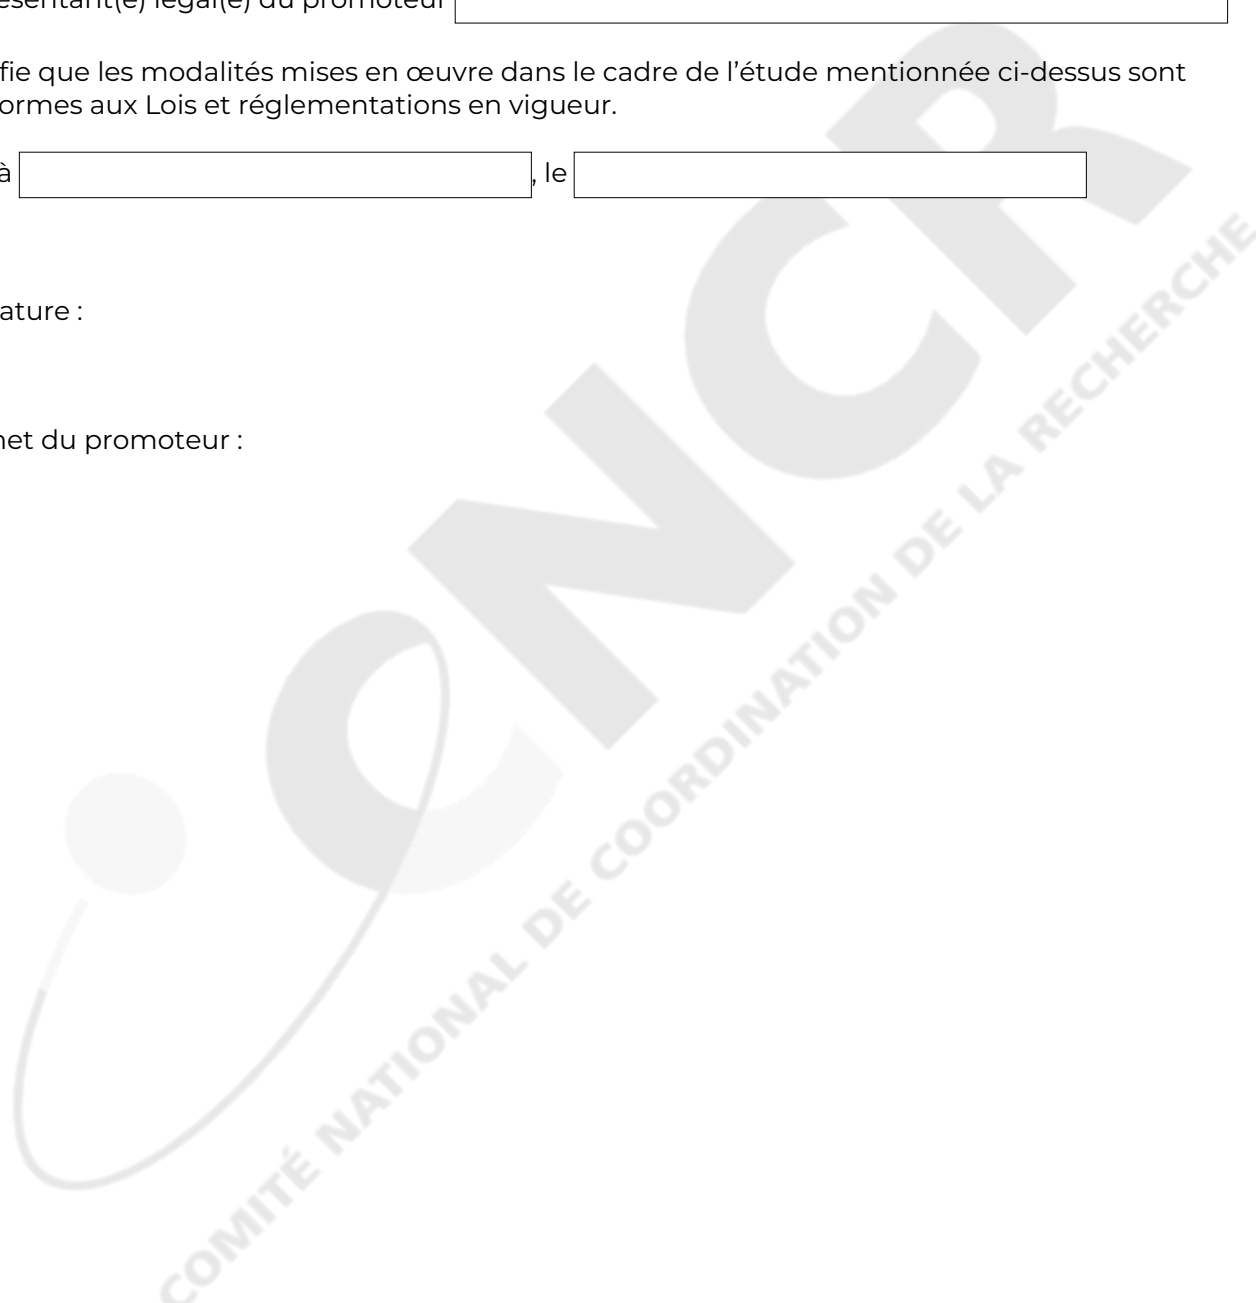 ésentant(e) légal(e) du promoteur
fie que les modalités mises en œuvre dans le cadre de l’étude mentionnée ci-dessus sont
ormes aux Lois et réglementations en vigueur.
à , le
ature :
het du promoteur :
CNCR
COMITÉ NATIONAL DE COORDINATION DE LA RECHERCHE